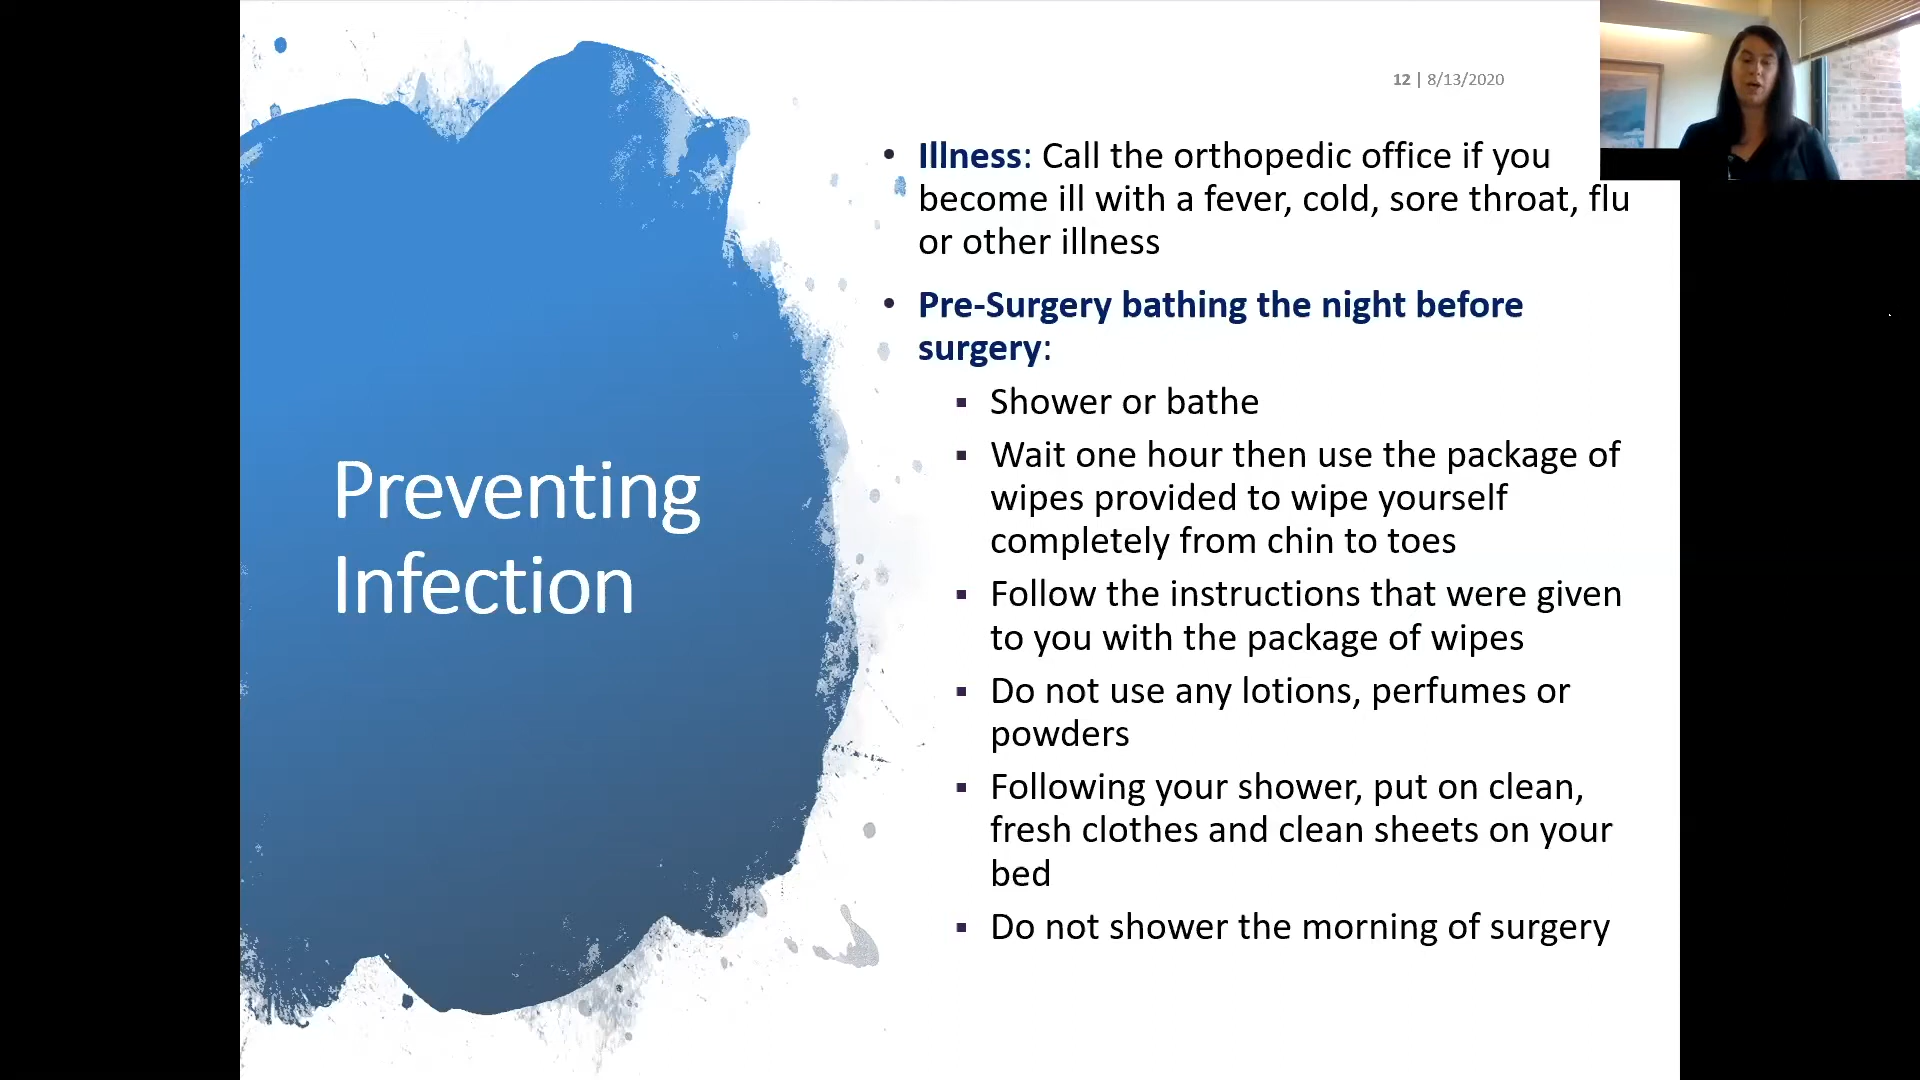 12 | 8/13/2020
Preventing
Infection
• Illness: Call the orthopedic office if you
become ill with a fever, cold, sore throat, flu
or other illness
• Pre-Surgery bathing the night before
surgery:
▪ Shower or bathe
▪ Wait one hour then use the package of
wipes provided to wipe yourself
completely from chin to toes
▪ Follow the instructions that were given
to you with the package of wipes
▪ Do not use any lotions, perfumes or
powders
▪ Following your shower, put on clean,
fresh clothes and clean sheets on your
bed
▪ Do not shower the morning of surgery